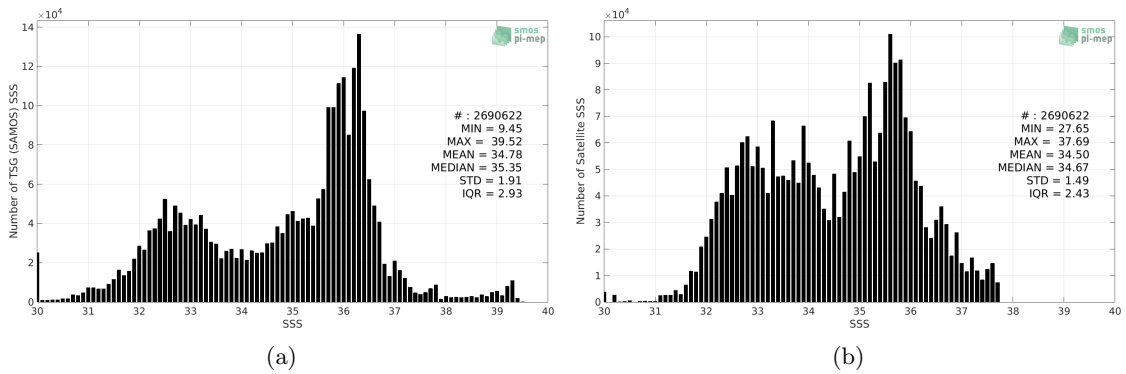 ×10⁴
14
12
10
8
6
4
2
0
Number of TSG (SAMOS) SSS
smos
pi-mep
# : 2690622
MIN = 9.45
MAX = 39.52
MEAN = 34.78
MEDIAN = 35.35
STD = 1.91
IQR = 2.93
30 31 32 33 34 35 36 37 38 39 40
SSS
(a)
×10⁴
10
9
8
7
6
5
4
3
2
1
0
Number of Satellite SSS
smos
pi-mep
# : 2690622
MIN = 27.65
MAX = 37.69
MEAN = 34.50
MEDIAN = 34.67
STD = 1.49
IQR = 2.43
30 31 32 33 34 35 36 37 38 39 40
SSS
(b)